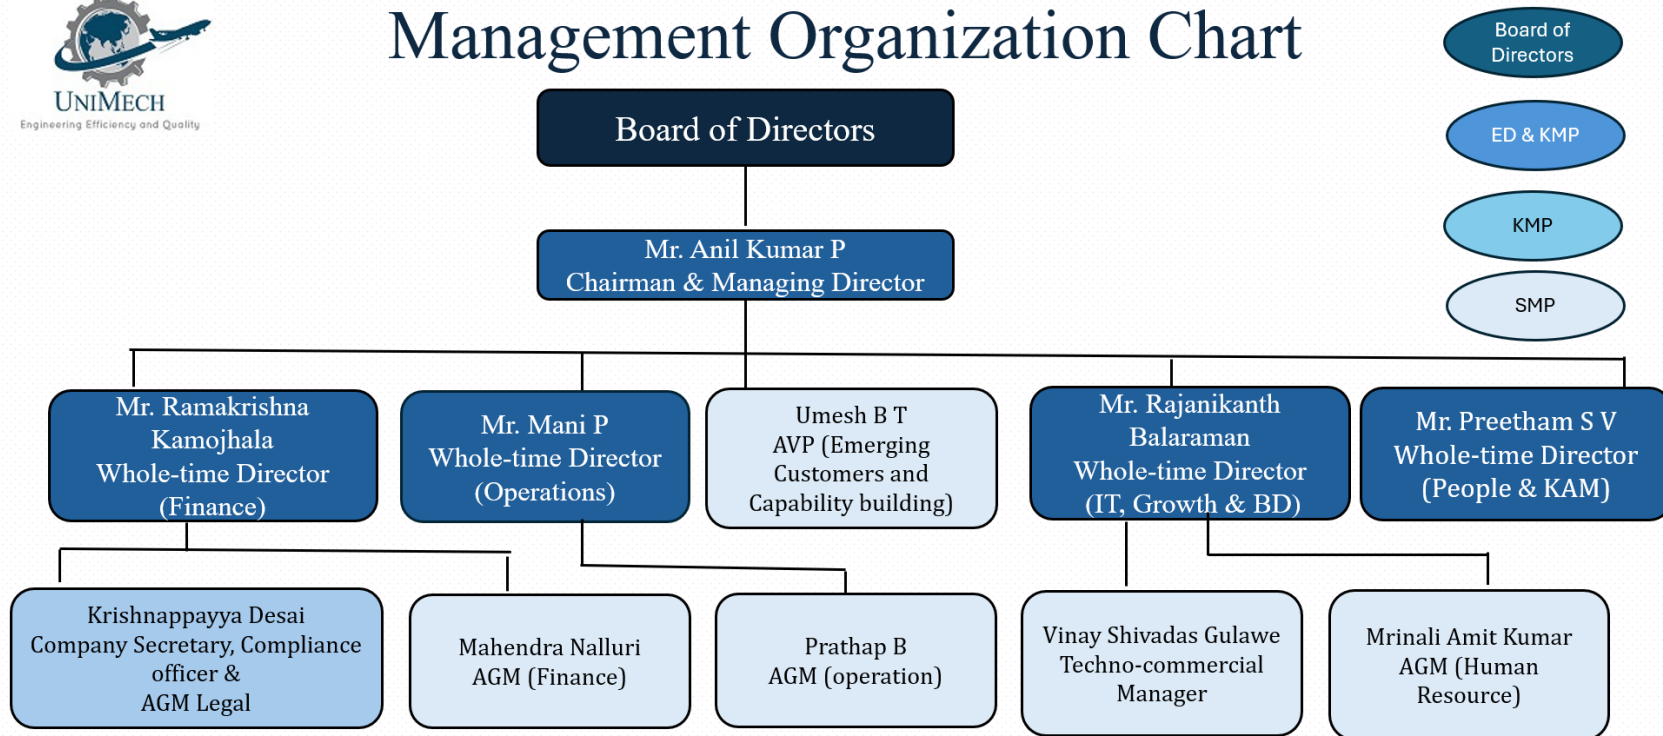 Management Organization Chart
UNIMECH
Engineering Efficiency and Quality
Board of
Directors
ED & KMP
KMP
SMP
Board of Directors
Mr. Anil Kumar P
Chairman & Managing Director
Mr. Ramakrishna
Kamojhala
Whole-time Director
(Finance)
Mr. Mani P
Whole-time Director
(Operations)
Umesh B T
AVP (Emerging
Customers and
Capability building)
Mr. Rajanikanth
Balaraman
Whole-time Director
(IT, Growth & BD)
Mr. Preetham S V
Whole-time Director
(People & KAM)
Krishnappayya Desai
Company Secretary, Compliance
officer &
AGM Legal
Mahendra Nalluri
AGM (Finance)
Prathap B
AGM (operation)
Vinay Shivadas Gulawe
Techno-commercial
Manager
Mrinali Amit Kumar
AGM (Human
Resource)